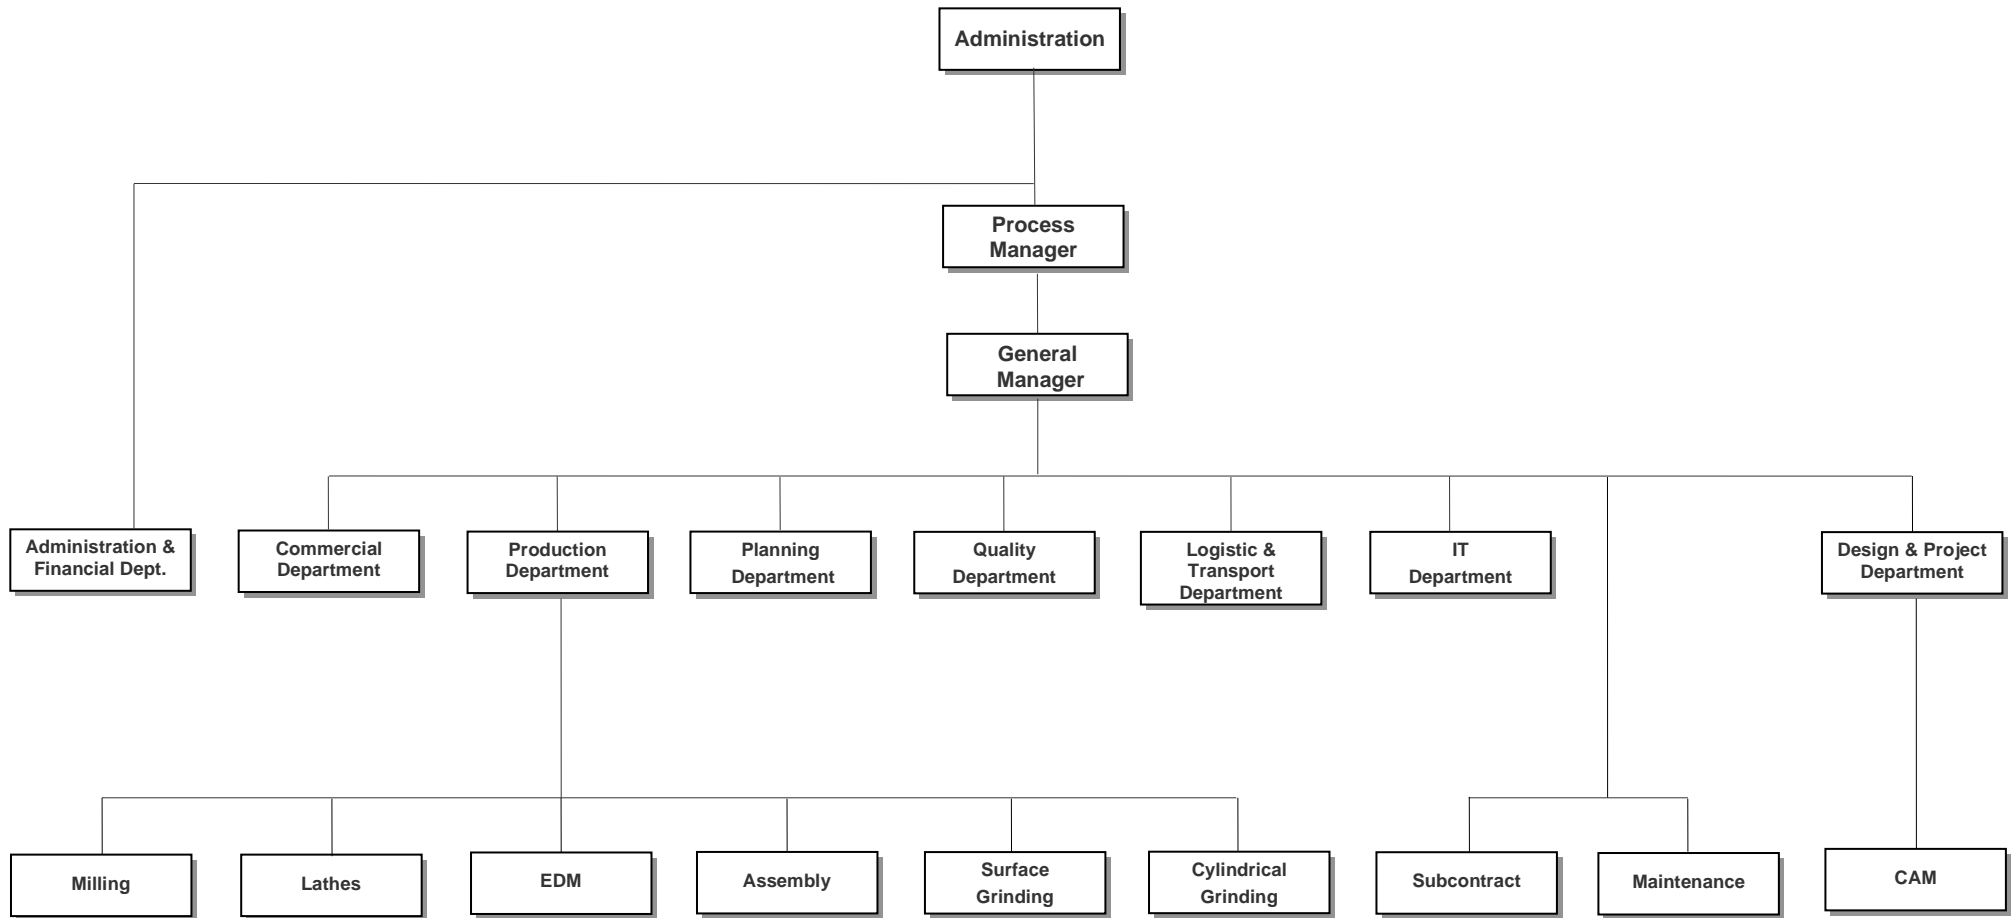 Administration
Process
Manager
General
Manager
Administration &
Financial Dept.
Commercial
Department
Production
Department
Planning
Department
Quality
Department
Logistic &
Transport
Department
IT
Department
Design & Project
Department
Milling
Lathes
EDM
Assembly
Surface
Grinding
Cylindrical
Grinding
Subcontract
Maintenance
CAM